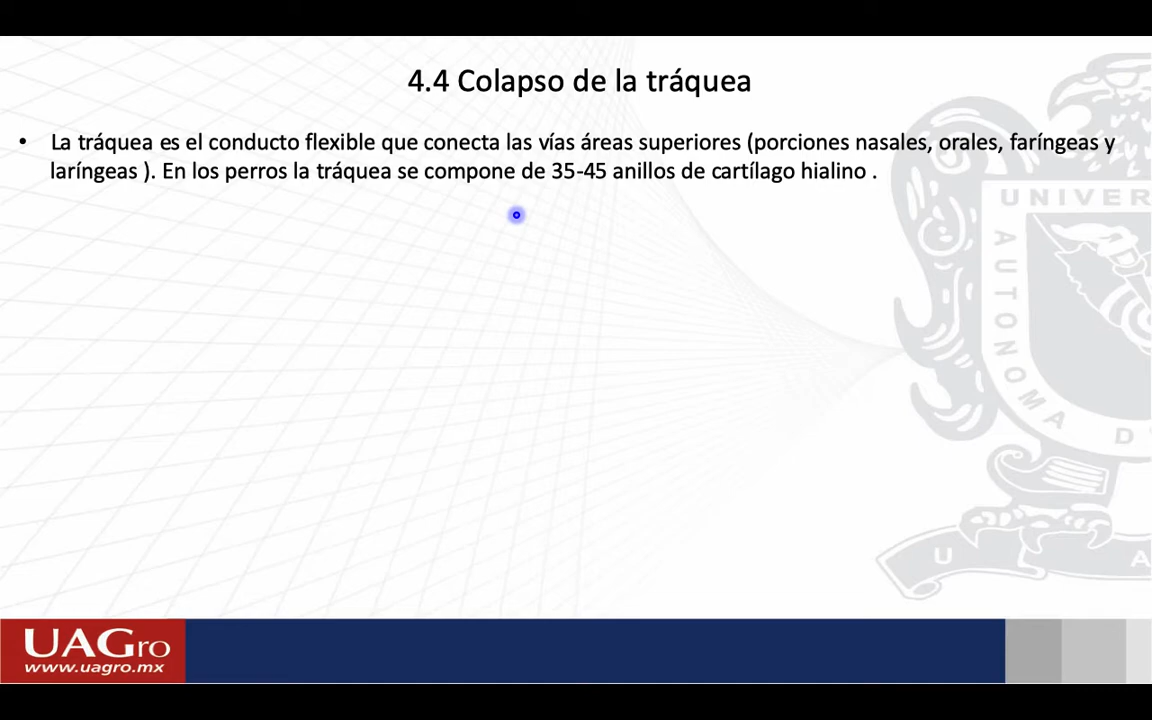 4.4 Colapso de la tráquea
• La tráquea es el conducto flexible que conecta las vías áreas superiores (porciones nasales, orales, faríngeas y
laríngeas ). En los perros la tráquea se compone de 35-45 anillos de cartílago hialino .
UNIVER
AUTONOMA D
U A
UAGro
www.uagro.mx